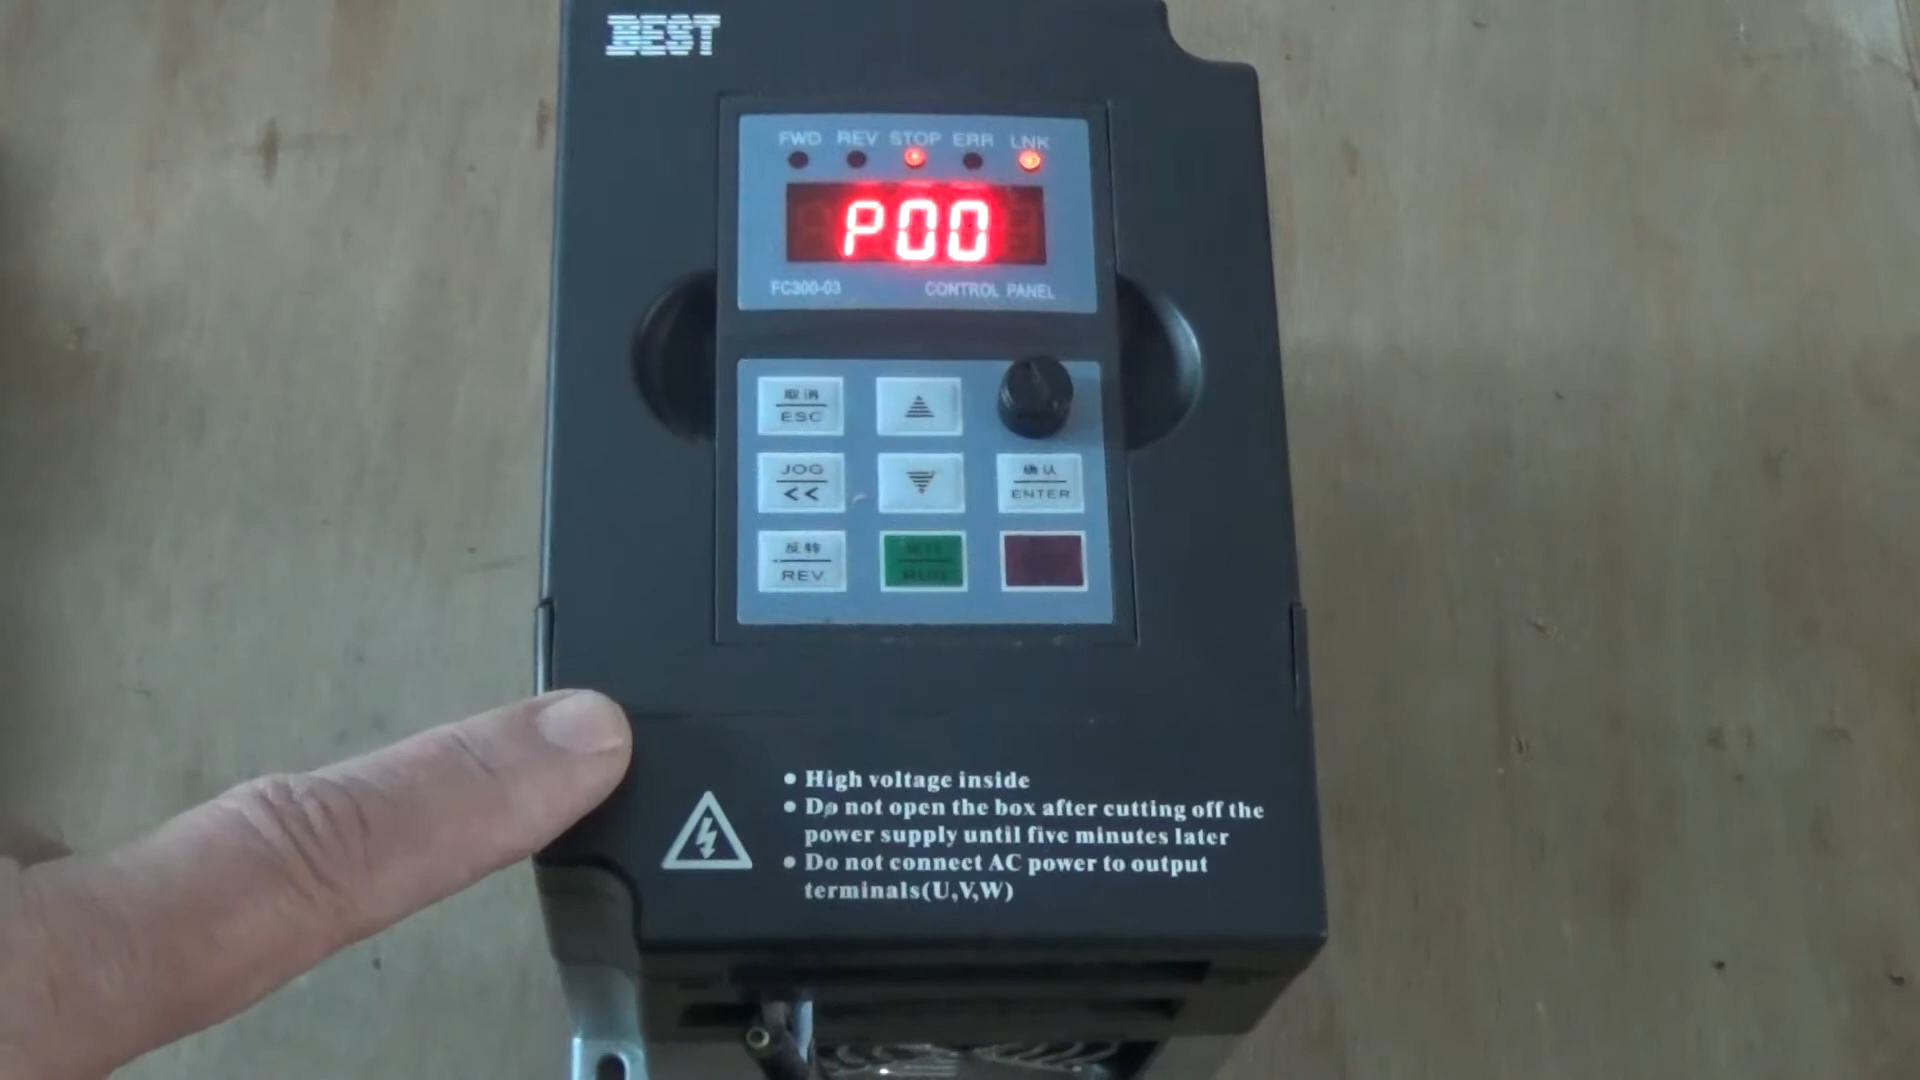 BEST
FWD REV STOP ERR LNK
P00
FC300-03 CONTROL PANEL
取消
ESC
JOG
<<
确认
ENTER
反转
REV
RUN
● High voltage inside
● Do not open the box after cutting off the
power supply until five minutes later
● Do not connect AC power to output
terminals(U,V,W)